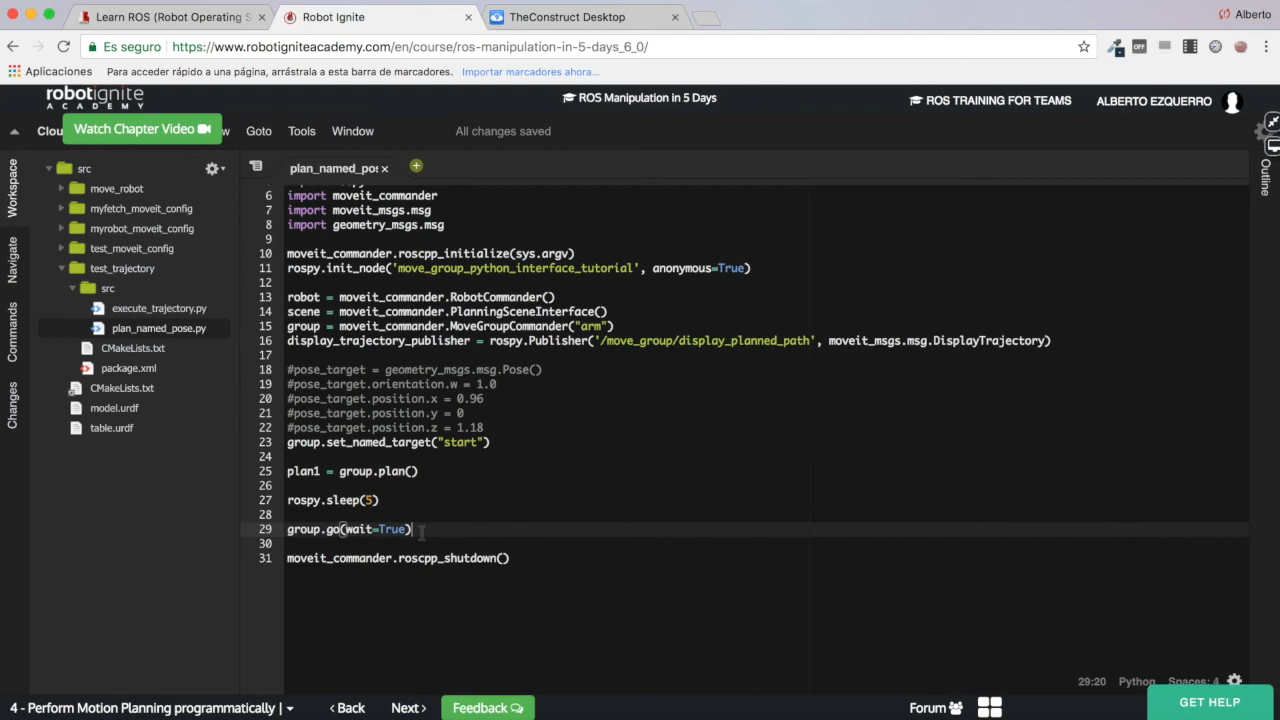 Learn ROS (Robot Operating S
Robot Ignite
TheConstruct Desktop
Alberto
Es seguro
https://www.robotigniteacademy.com/en/course/ros-manipulation-in-5-days_6_0/
OFF
Aplicaciones
Para acceder rápido a una página, arrástrala a esta barra de marcadores.
Importar marcadores ahora...
robotignite
ACADEMY
ROS Manipulation in 5 Days
ROS TRAINING FOR TEAMS
ALBERTO EZQUERRO
Clou
Watch Chapter Video
w
Goto
Tools
Window
All changes saved
Workspace
Navigate
Commands
Changes
Outline
src
move_robot
myfetch_moveit_config
myrobot_moveit_config
test_moveit_config
test_trajectory
src
execute_trajectory.py
plan_named_pose.py
CMakeLists.txt
package.xml
CMakeLists.txt
model.urdf
table.urdf
plan_named_pos
6 import moveit_commander
7 import moveit_msgs.msg
8 import geometry_msgs.msg
9
10 moveit_commander.roscpp_initialize(sys.argv)
11 rospy.init_node('move_group_python_interface_tutorial', anonymous=True)
12
13 robot = moveit_commander.RobotCommander()
14 scene = moveit_commander.PlanningSceneInterface()
15 group = moveit_commander.MoveGroupCommander("arm")
16 display_trajectory_publisher = rospy.Publisher('/move_group/display_planned_path', moveit_msgs.msg.DisplayTrajectory)
17
18 #pose_target = geometry_msgs.msg.Pose()
19 #pose_target.orientation.w = 1.0
20 #pose_target.position.x = 0.96
21 #pose_target.position.y = 0
22 #pose_target.position.z = 1.18
23 group.set_named_target("start")
24
25 plan1 = group.plan()
26
27 rospy.sleep(5)
28
29 group.go(wait=True)
30
31 moveit_commander.roscpp_shutdown()
29:20 Python Spaces: 4
4 - Perform Motion Planning programmatically |
Back
Next
Feedback
Forum
GET HELP